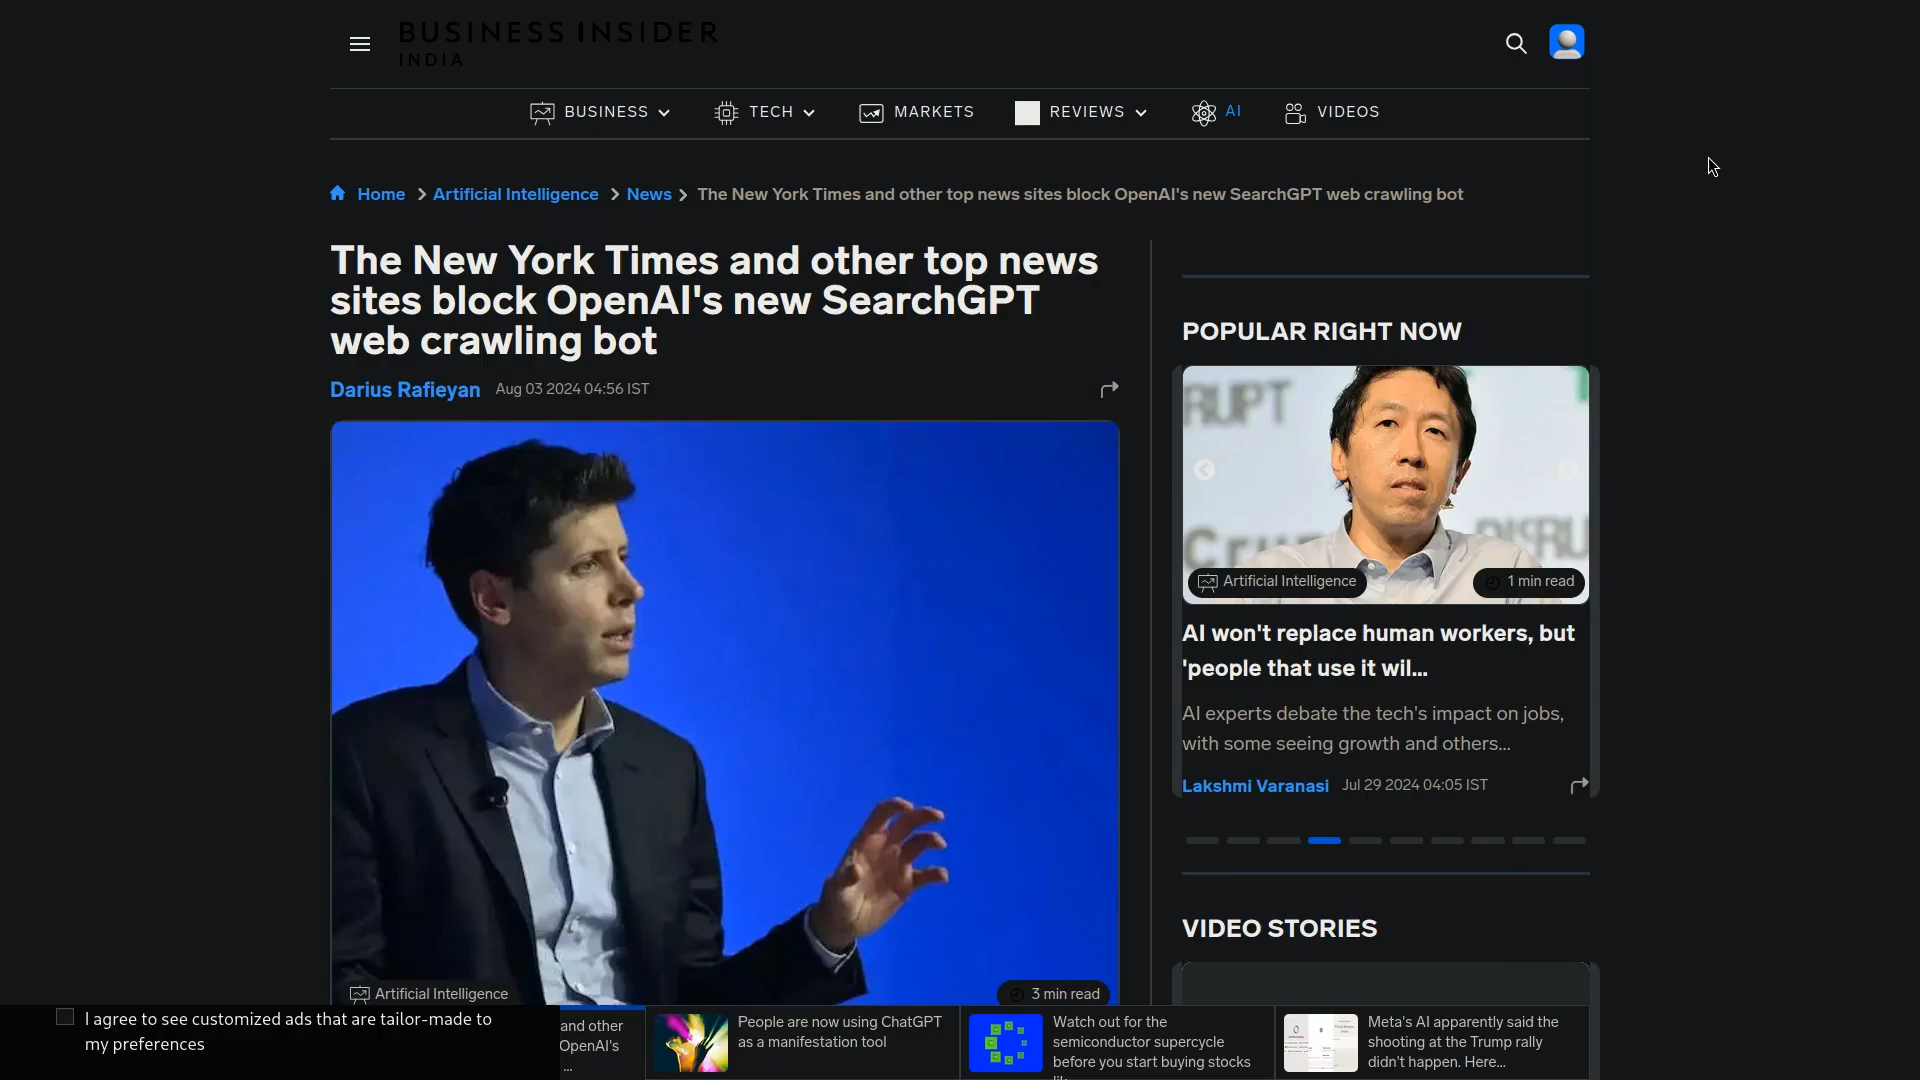 BUSINESS INSIDER
INDIA
BUSINESS
TECH
MARKETS
REVIEWS
AI
VIDEOS
Home
Artificial Intelligence
News
The New York Times and other top news sites block OpenAI's new SearchGPT web crawling bot
The New York Times and other top news
sites block OpenAI's new SearchGPT
web crawling bot
Darius Rafieyan
Aug 03 2024 04:56 IST
Artificial Intelligence
3 min read
POPULAR RIGHT NOW
RUPT
Artificial Intelligence
1 min read
AI won't replace human workers, but
'people that use it wil...
AI experts debate the tech's impact on jobs,
with some seeing growth and others...
Lakshmi Varanasi
Jul 29 2024 04:05 IST
VIDEO STORIES
I agree to see customized ads that are tailor-made to
my preferences
and other
OpenAI's
...
People are now using ChatGPT
as a manifestation tool
Watch out for the
semiconductor supercycle
before you start buying stocks
Meta's AI apparently said the
shooting at the Trump rally
didn't happen. Here...